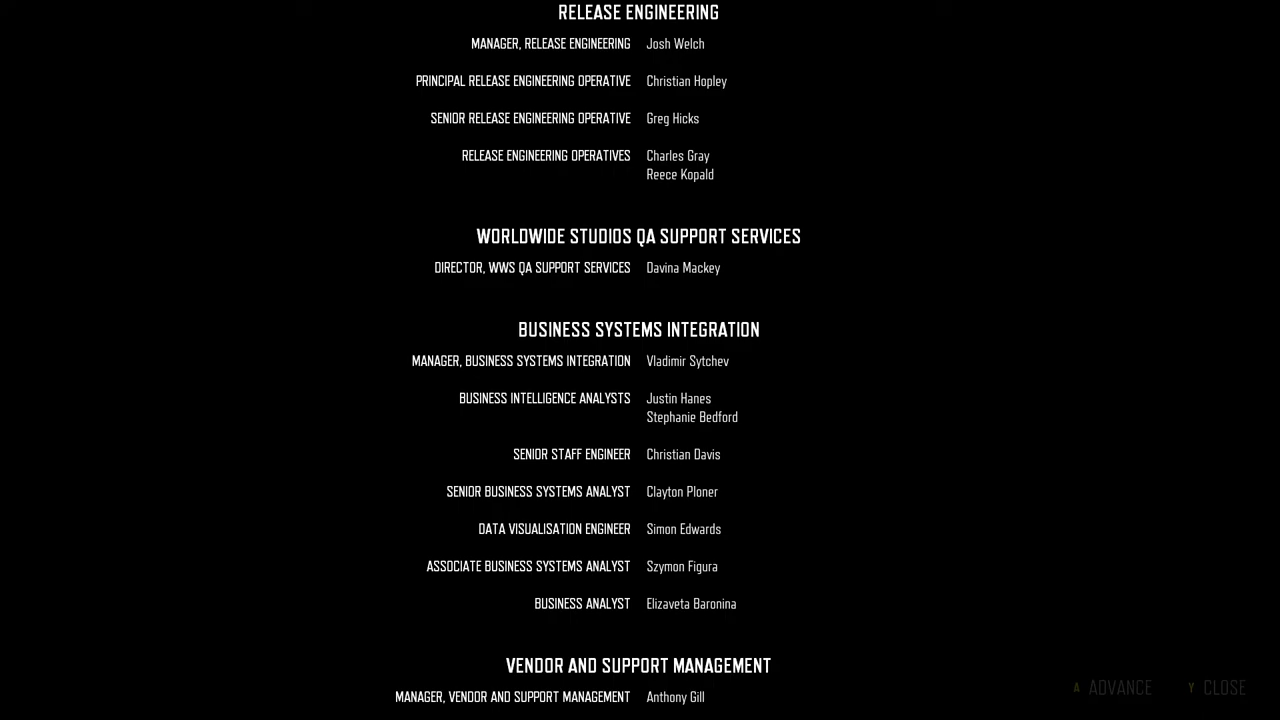 RELEASE ENGINEERING
MANAGER, RELEASE ENGINEERING Josh Welch
PRINCIPAL RELEASE ENGINEERING OPERATIVE Christian Hopley
SENIOR RELEASE ENGINEERING OPERATIVE Greg Hicks
RELEASE ENGINEERING OPERATIVES Charles Gray
Reece Kopald
WORLDWIDE STUDIOS QA SUPPORT SERVICES
DIRECTOR, WWS QA SUPPORT SERVICES Davina Mackey
BUSINESS SYSTEMS INTEGRATION
MANAGER, BUSINESS SYSTEMS INTEGRATION Vladimir Sytchev
BUSINESS INTELLIGENCE ANALYSTS Justin Hanes
Stephanie Bedford
SENIOR STAFF ENGINEER Christian Davis
SENIOR BUSINESS SYSTEMS ANALYST Clayton Ploner
DATA VISUALISATION ENGINEER Simon Edwards
ASSOCIATE BUSINESS SYSTEMS ANALYST Szymon Figura
BUSINESS ANALYST Elizaveta Baronina
VENDOR AND SUPPORT MANAGEMENT
MANAGER, VENDOR AND SUPPORT MANAGEMENT Anthony Gill
A ADVANCE Y CLOSE